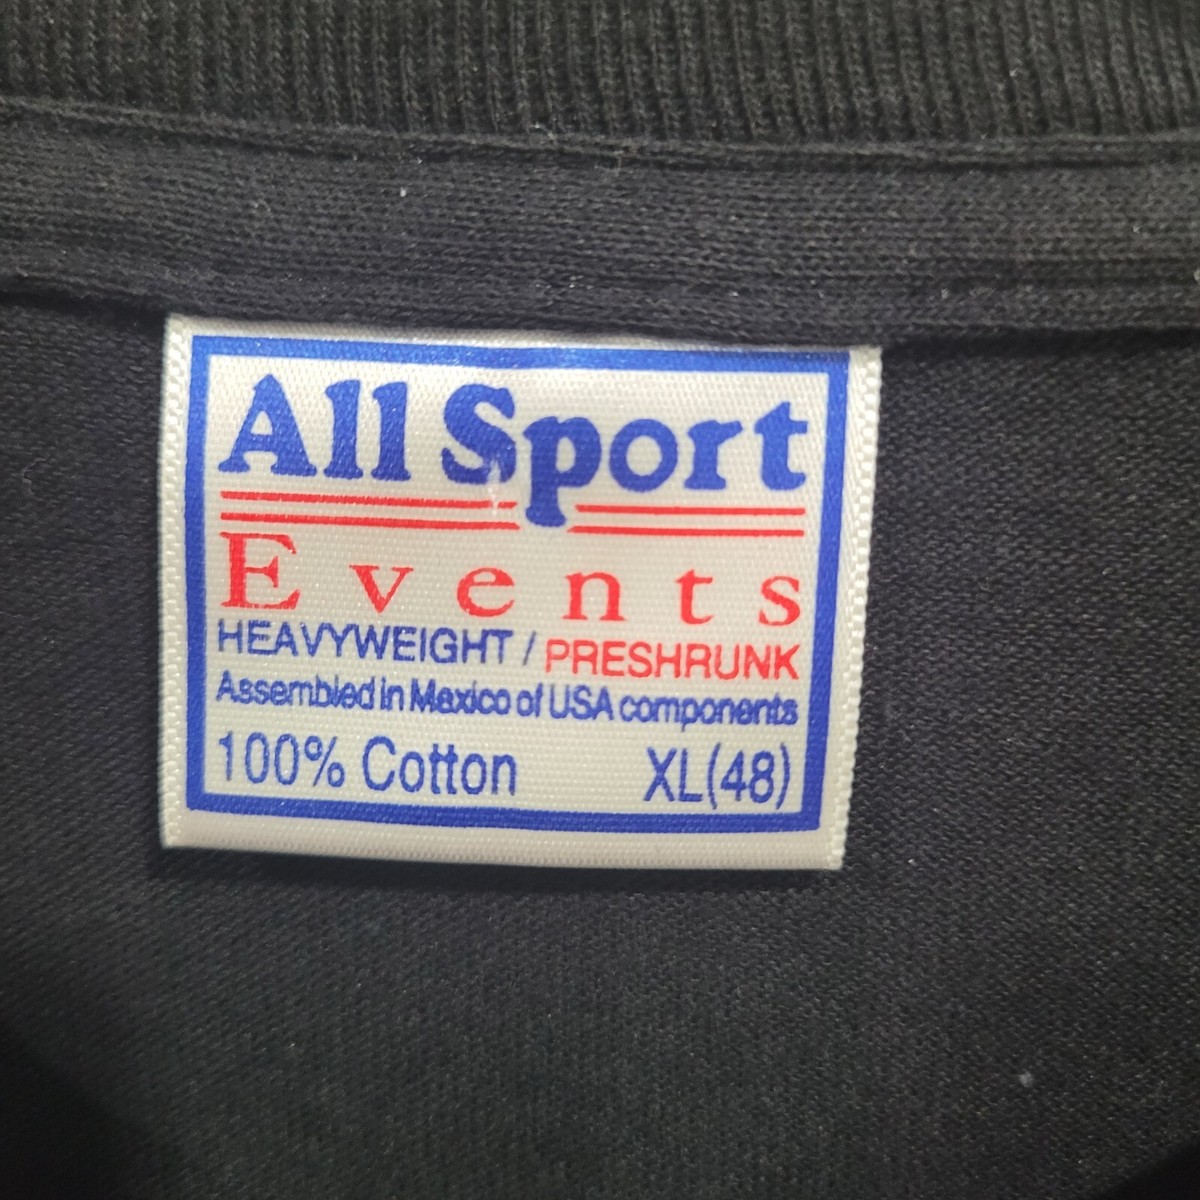 All Sport
Events
HEAVYWEIGHT / PRESHRUNK
Assembled in Mexico of USA components
100% Cotton XL(48)